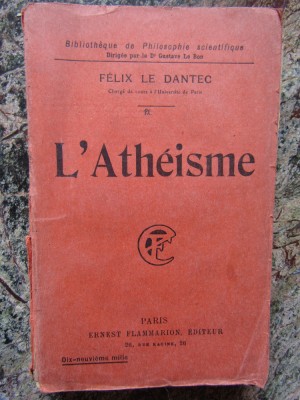 Bibliothèque de Philosophie scientifique
Dirigée par le Dr Gustave Le Bon
FÉLIX LE DANTEC
Chargé de cours à l'Université de Paris
L'Athéisme
PARIS
ERNEST FLAMMARION, ÉDITEUR
26, RUE RACINE, 26
Dix-neuvième mille